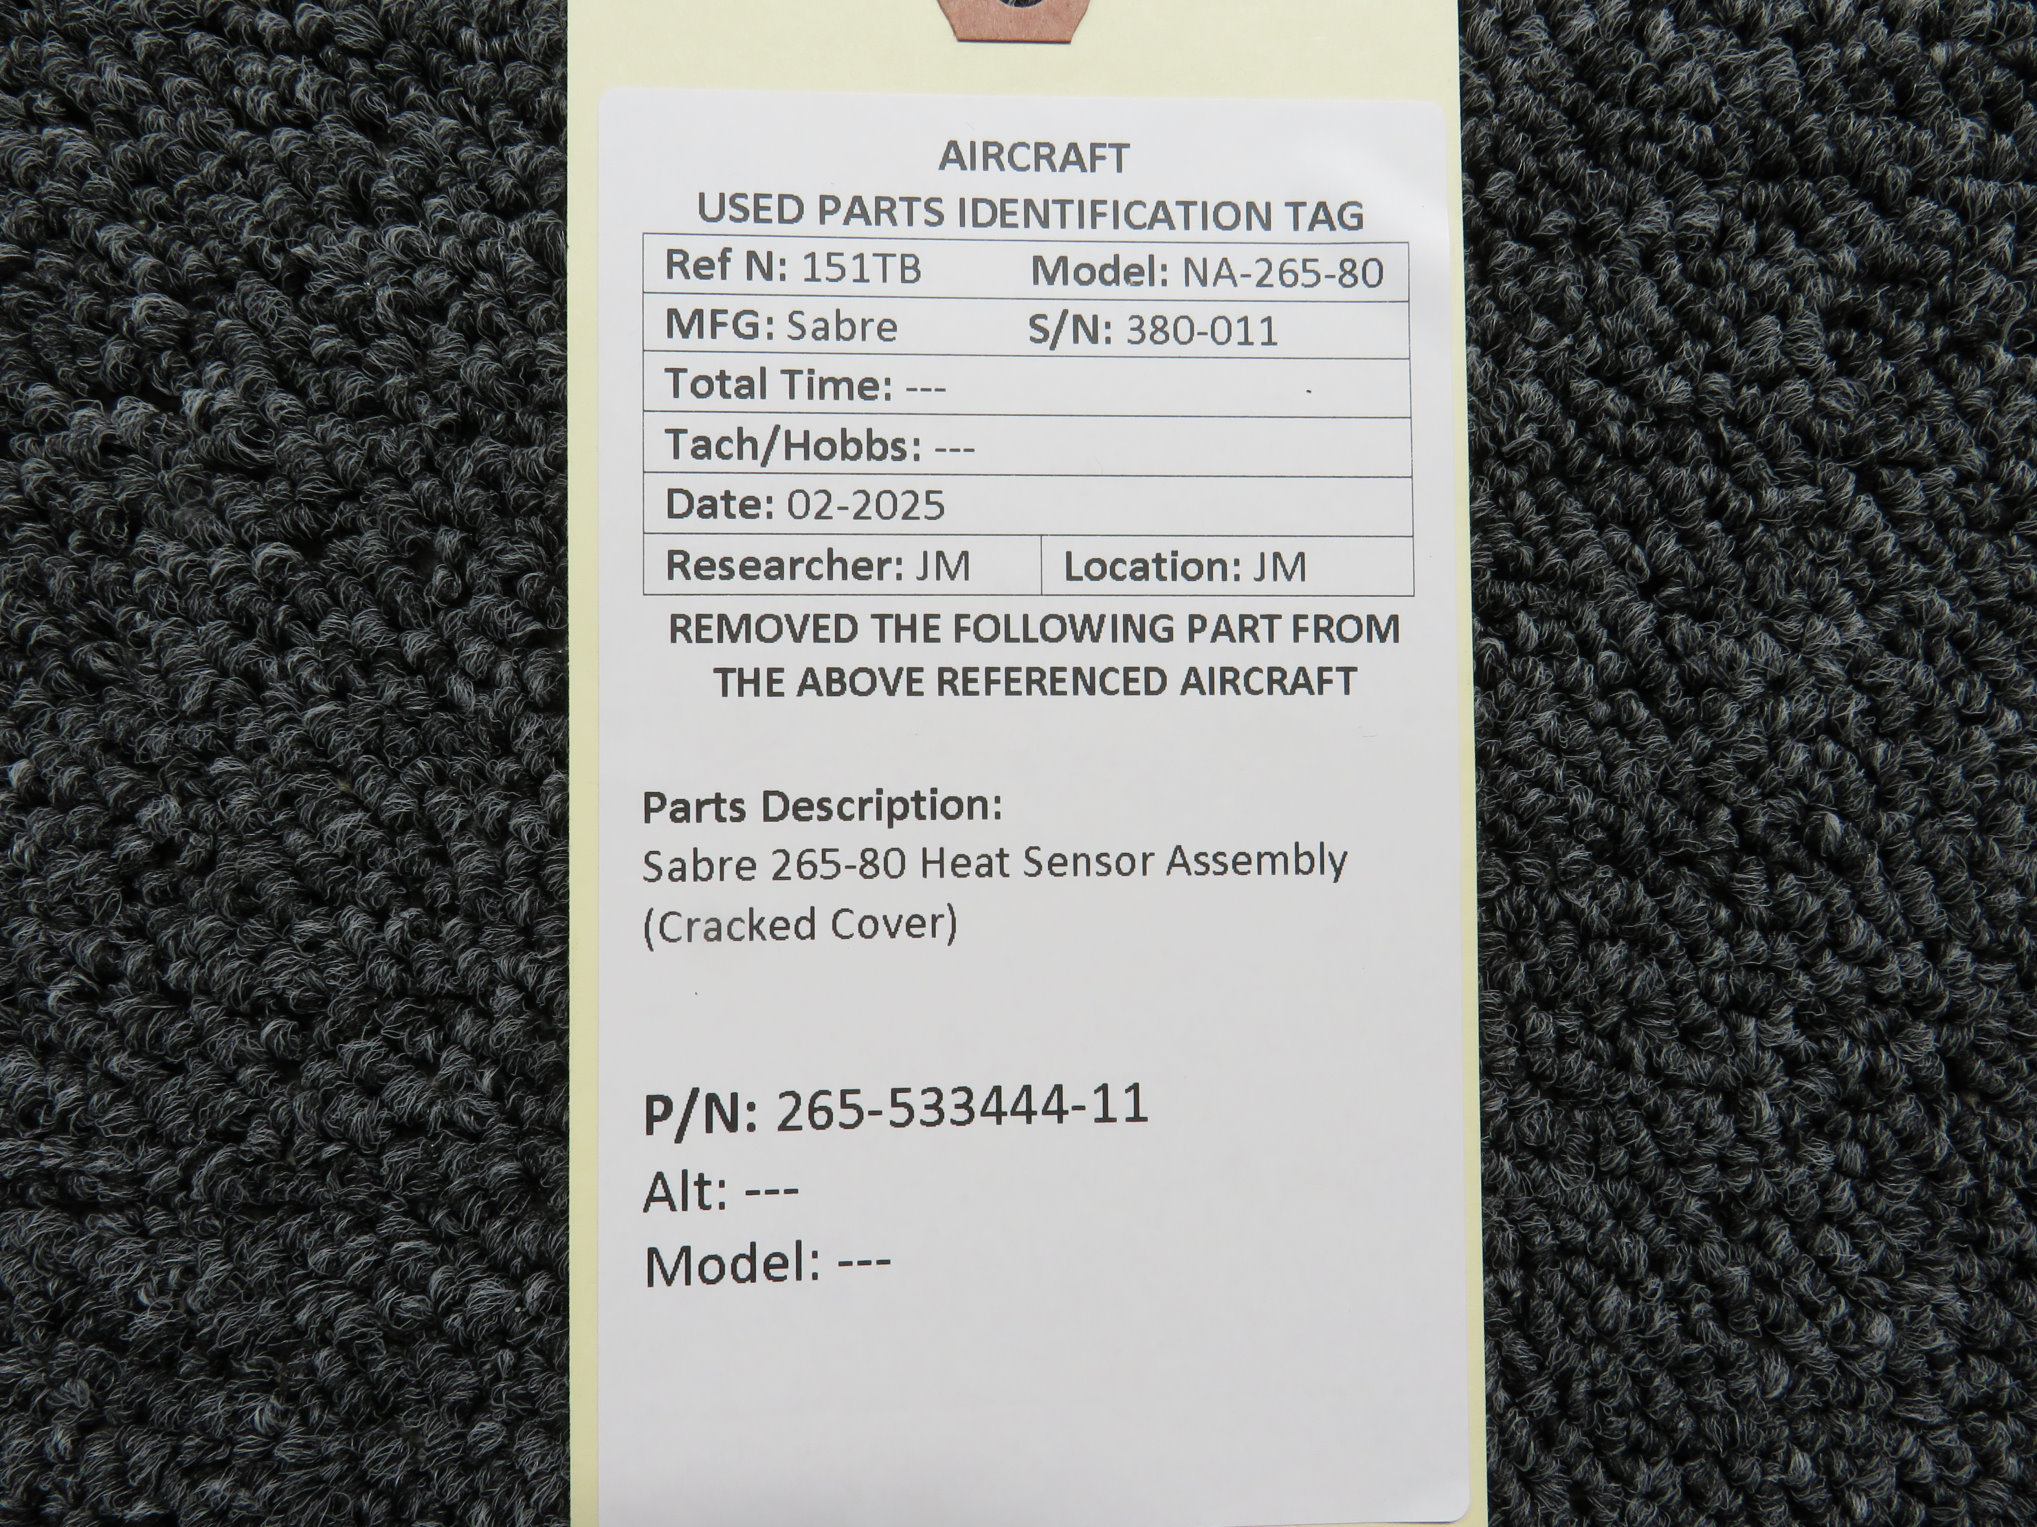 AIRCRAFT
USED PARTS IDENTIFICATION TAG
Ref N: 151TB Model: NA-265-80
MFG: Sabre S/N: 380-011
Total Time: ---
Tach/Hobbs: ---
Date: 02-2025
Researcher: JM Location: JM
REMOVED THE FOLLOWING PART FROM
THE ABOVE REFERENCED AIRCRAFT
Parts Description:
Sabre 265-80 Heat Sensor Assembly
(Cracked Cover)
P/N: 265-533444-11
Alt: ---
Model: ---